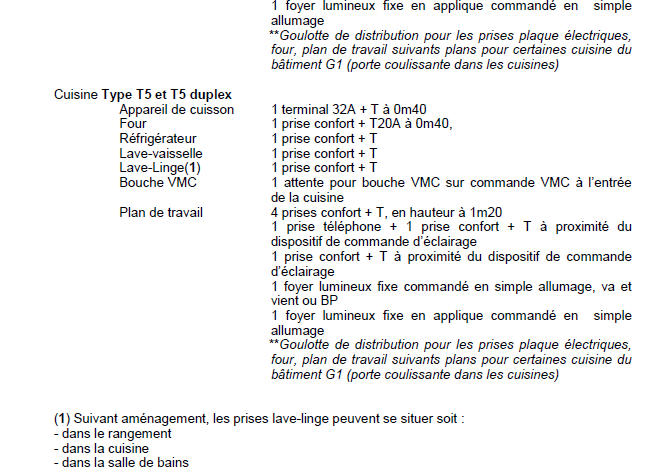 1 foyer lumineux fixe en applique commandé en simple
allumage
**Goulotte de distribution pour les prises plaque électriques,
four, plan de travail suivants plans pour certaines cuisine du
bâtiment G1 (porte coulissante dans les cuisines)
Cuisine Type T5 et T5 duplex
Appareil de cuisson 1 terminal 32A + T à 0m40
Four 1 prise confort + T20A à 0m40,
Réfrigérateur 1 prise confort + T
Lave-vaisselle 1 prise confort + T
Lave-Linge(1) 1 prise confort + T
Bouche VMC 1 attente pour bouche VMC sur commande VMC à l'entrée
de la cuisine
Plan de travail 4 prises confort + T, en hauteur à 1m20
1 prise téléphone + 1 prise confort + T à proximité du
dispositif de commande d'éclairage
1 prise confort + T à proximité du dispositif de commande
d'éclairage
1 foyer lumineux fixe commandé en simple allumage, va et
vient ou BP
1 foyer lumineux fixe en applique commandé en simple
allumage
**Goulotte de distribution pour les prises plaque électriques,
four, plan de travail suivants plans pour certaines cuisine du
bâtiment G1 (porte coulissante dans les cuisines)
(1) Suivant aménagement, les prises lave-linge peuvent se situer soit :
- dans le rangement
- dans la cuisine
- dans la salle de bains